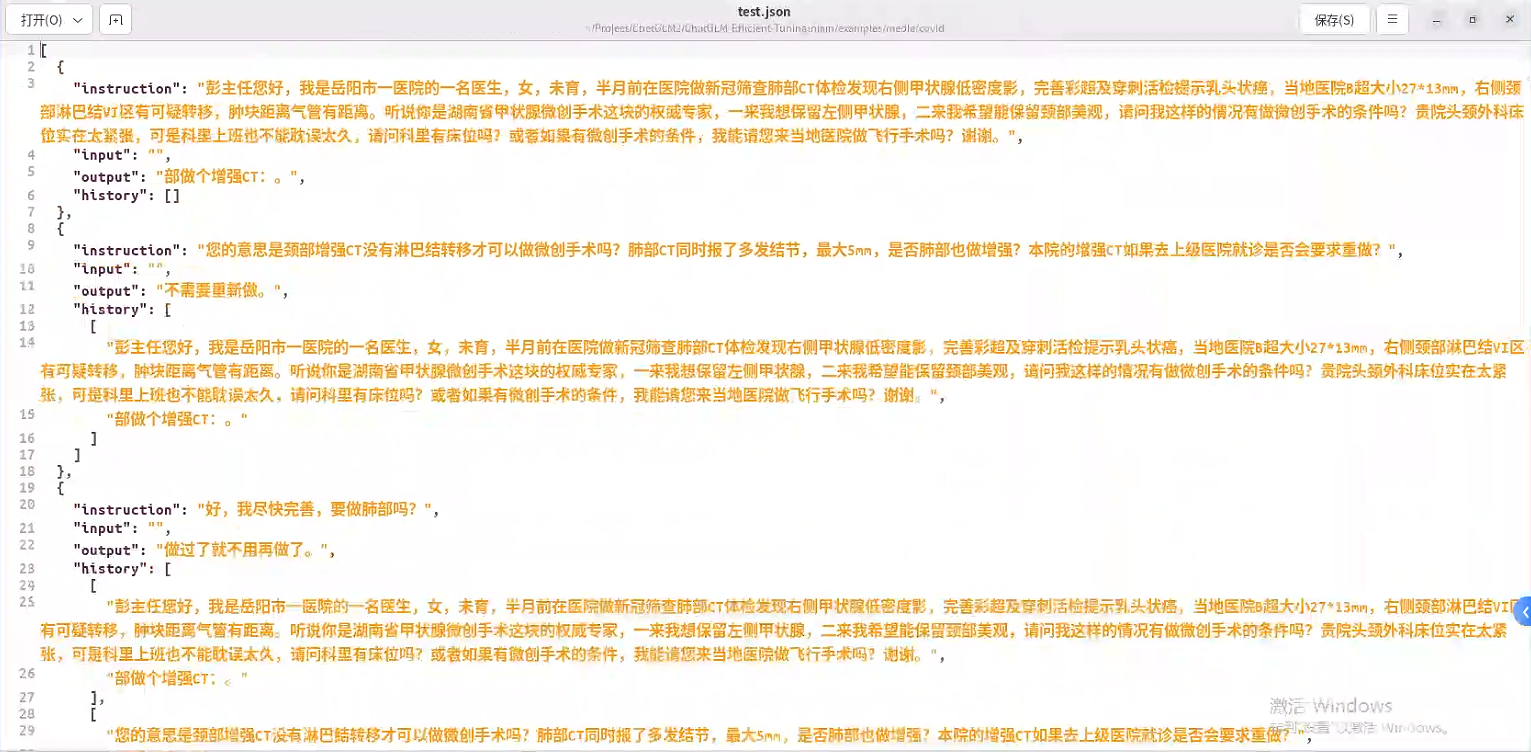 打开(O)
test.json
保存(S)
1 [
2 {
3 "instruction": "彭主任您好，我是岳阳市一医院的一名医生，女，未育，半月前在医院做新冠筛查肺部CT体检发现右侧甲状腺低密度影，完善彩超及穿刺活检提示乳头状癌，当地医院B超大小27*13mm，右侧颈
部淋巴结VI区有可疑转移，肿块距离气管有距离。听说你是湖南省甲状腺微创手术这块的权威专家，一来我想保留左侧甲状腺，二来我希望能保留颈部美观，请问我这样的情况有做微创手术的条件吗？贵院头颈外科床
位实在太紧张，可是科里上班也不能耽误太久，请问科里有床位吗？或者如果有微创手术的条件，我能请您来当地医院做飞行手术吗？谢谢。",
4 "input": "",
5 "output": "部做个增强CT：。",
6 "history": []
7 },
8 {
9 "instruction": "您的意思是颈部增强CT没有淋巴结转移才可以做微创手术吗？肺部CT同时报了多发结节，最大5mm，是否肺部也做增强？本院的增强CT如果去上级医院就诊是否会要求重做？",
10 "input": "",
11 "output": "不需要重新做。",
12 "history": [
13 [
14 "彭主任您好，我是岳阳市一医院的一名医生，女，未育，半月前在医院做新冠筛查肺部CT体检发现右侧甲状腺低密度影，完善彩超及穿刺活检提示乳头状癌，当地医院B超大小27*13mm，右侧颈部淋巴结VI区
有可疑转移，肿块距离气管有距离。听说你是湖南省甲状腺微创手术这块的权威专家，一来我想保留左侧甲状腺，二来我希望能保留颈部美观，请问我这样的情况有做微创手术的条件吗？贵院头颈外科床位实在太紧
张，可是科里上班也不能耽误太久，请问科里有床位吗？或者如果有微创手术的条件，我能请您来当地医院做飞行手术吗？谢谢。",
15 "部做个增强CT：。"
16 ]
17 ]
18 },
19 {
20 "instruction": "好，我尽快完善，要做肺部吗？",
21 "input": "",
22 "output": "做过了就不用再做了。",
23 "history": [
24 [
25 "彭主任您好，我是岳阳市一医院的一名医生，女，未育，半月前在医院做新冠筛查肺部CT体检发现右侧甲状腺低密度影，完善彩超及穿刺活检提示乳头状癌，当地医院B超大小27*13mm，右侧颈部淋巴结VI区
有可疑转移，肿块距离气管有距离。听说你是湖南省甲状腺微创手术这块的权威专家，一来我想保留左侧甲状腺，二来我希望能保留颈部美观，请问我这样的情况有做微创手术的条件吗？贵院头颈外科床位实在太紧
张，可是科里上班也不能耽误太久，请问科里有床位吗？或者如果有微创手术的条件，我能请您来当地医院做飞行手术吗？谢谢。",
26 "部做个增强CT：。"
27 ],
28 [
29 "您的意思是颈部增强CT没有淋巴结转移才可以做微创手术吗？肺部CT同时报了多发结节，最大5mm，是否肺部也做增强？本院的增强CT如果去上级医院就诊是否会要求重做？",
激活 Windows